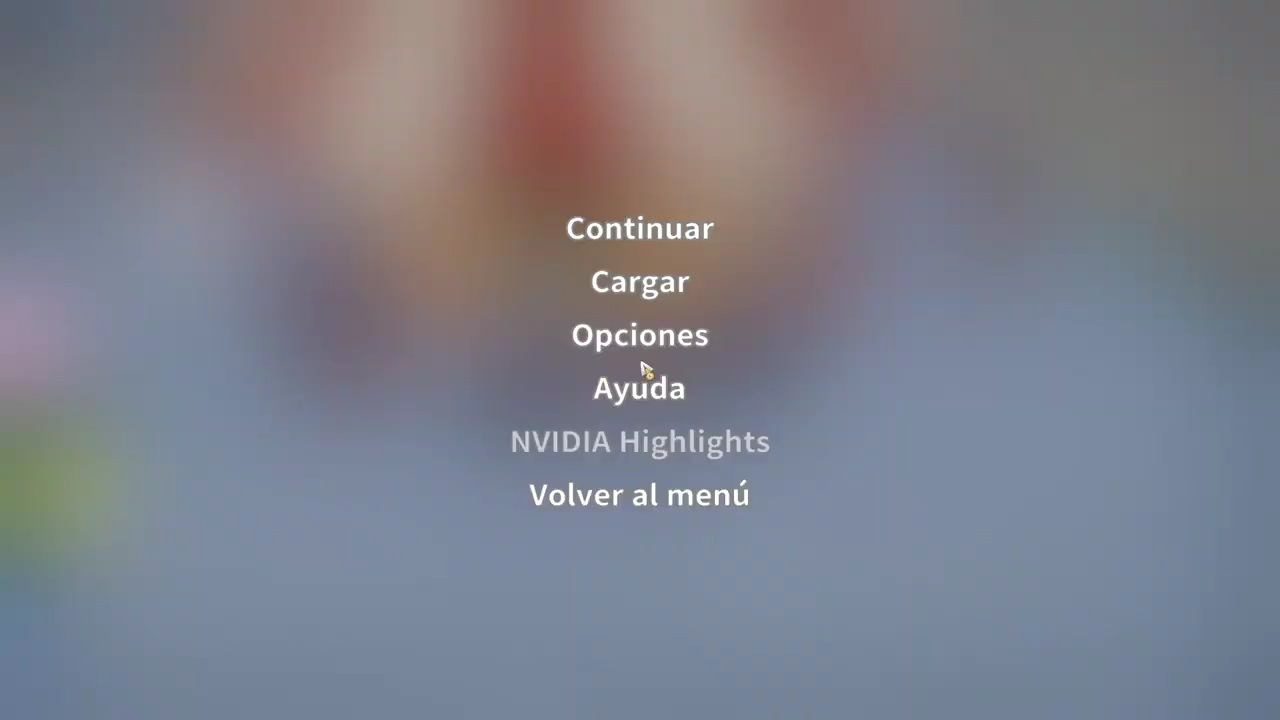 Continuar
Cargar
Opciones
Ayuda
NVIDIA Highlights
Volver al menú